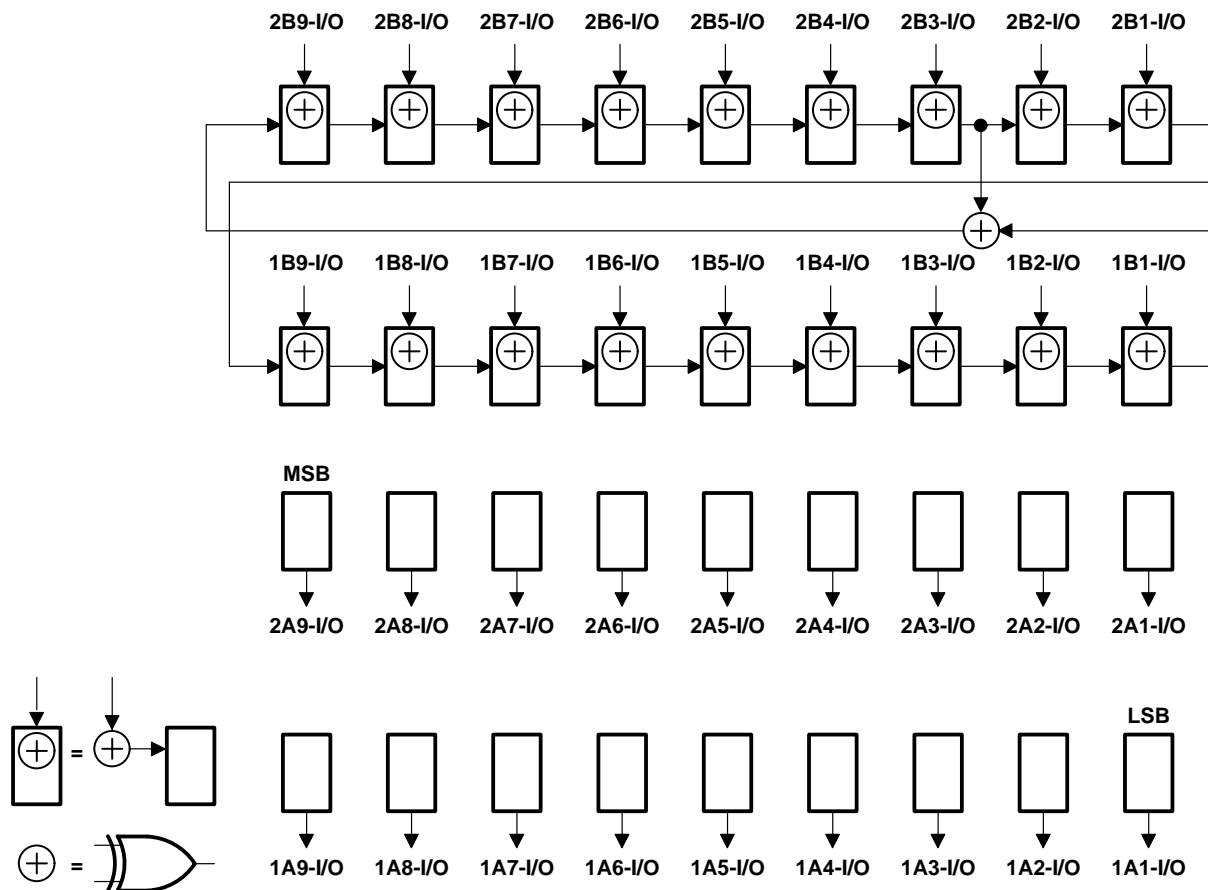 2B9-I/O 2B8-I/O 2B7-I/O 2B6-I/O 2B5-I/O 2B4-I/O 2B3-I/O 2B2-I/O 2B1-I/O
1B9-I/O 1B8-I/O 1B7-I/O 1B6-I/O 1B5-I/O 1B4-I/O 1B3-I/O 1B2-I/O 1B1-I/O
MSB
2A9-I/O 2A8-I/O 2A7-I/O 2A6-I/O 2A5-I/O 2A4-I/O 2A3-I/O 2A2-I/O 2A1-I/O
LSB
=
=
1A9-I/O 1A8-I/O 1A7-I/O 1A6-I/O 1A5-I/O 1A4-I/O 1A3-I/O 1A2-I/O 1A1-I/O